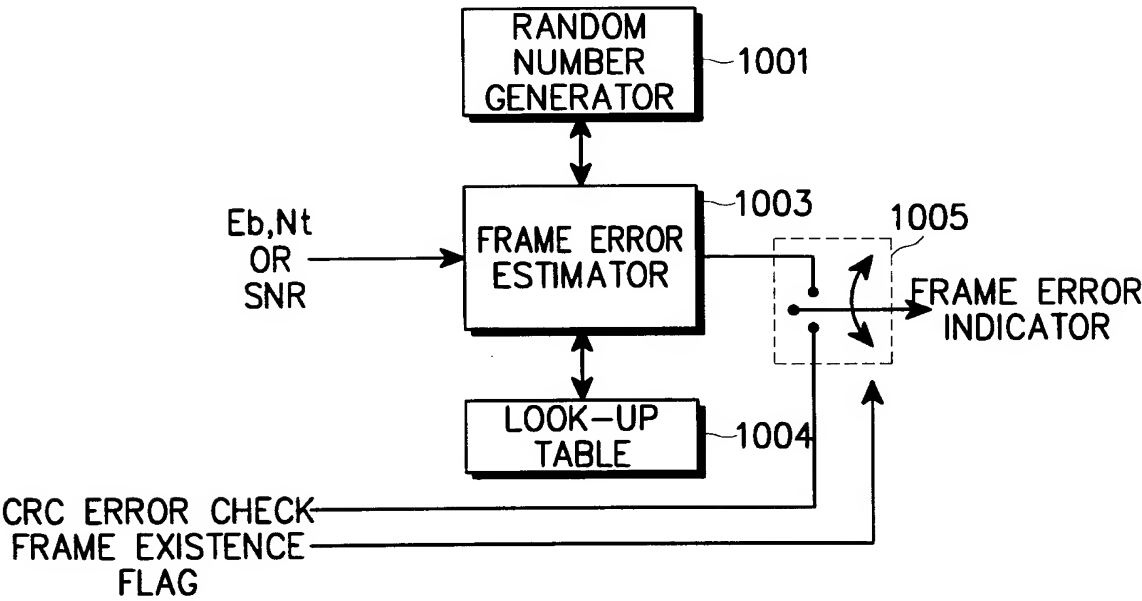 RANDOM
NUMBER
GENERATOR
1001
Eb,Nt
OR
SNR
FRAME ERROR
ESTIMATOR
1003
1005
FRAME ERROR
INDICATOR
LOOK-UP
TABLE
1004
CRC ERROR CHECK
FRAME EXISTENCE
FLAG